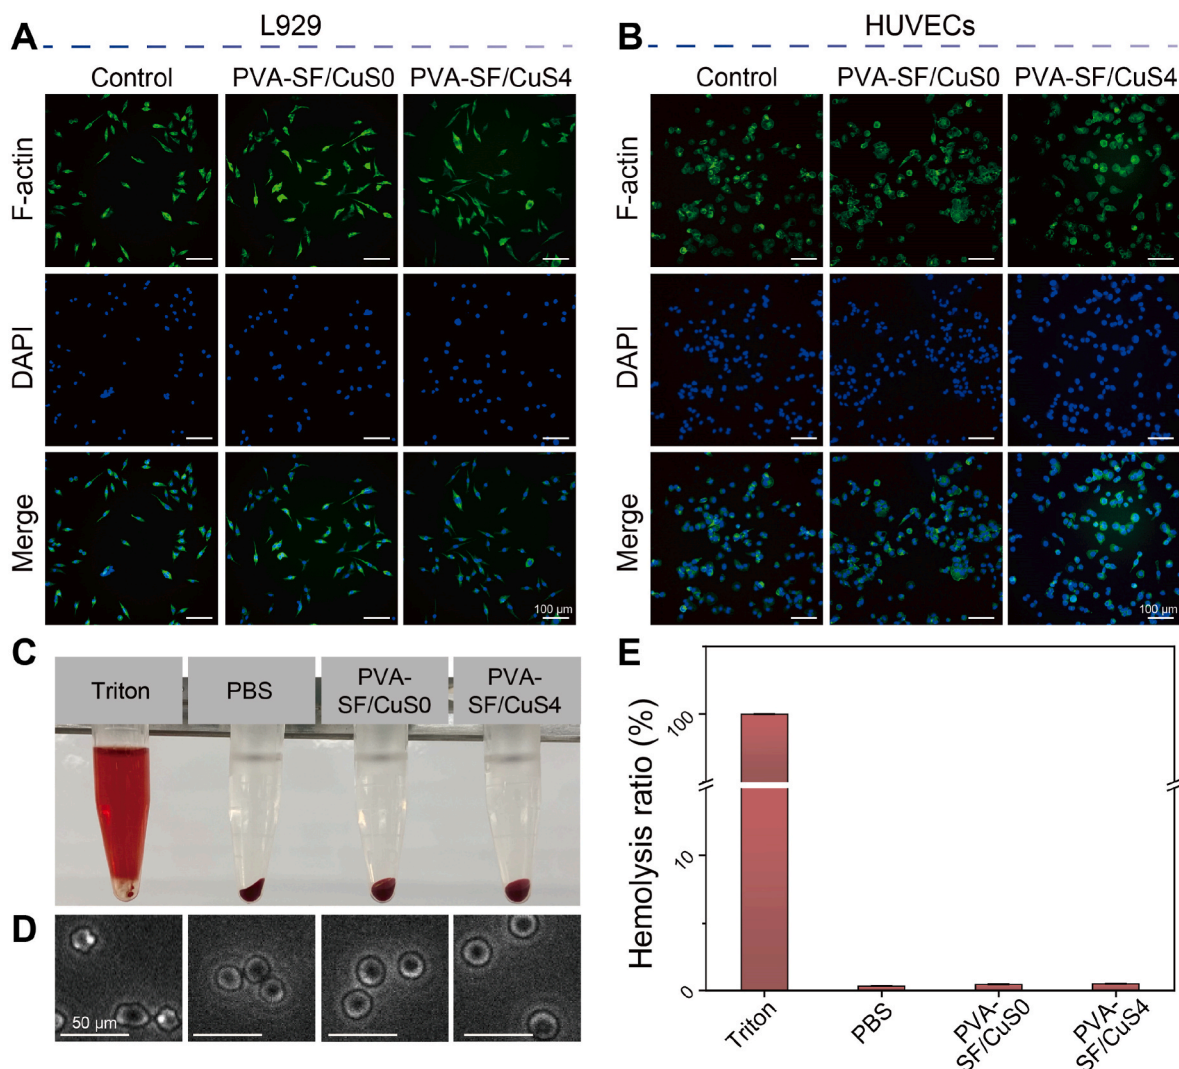 A
L929
Control
PVA-SF/CuS0
PVA-SF/CuS4
F-actin
DAPI
Merge
100 μm
B
HUVECs
Control
PVA-SF/CuS0
PVA-SF/CuS4
F-actin
DAPI
Merge
100 μm
C
Triton
PBS
PVA-
SF/CuS0
PVA-
SF/CuS4
D
50 μm
E
Hemolysis ratio (%)
100
10
0
Triton
PBS
PVA-
SF/CuS0
PVA-
SF/CuS4